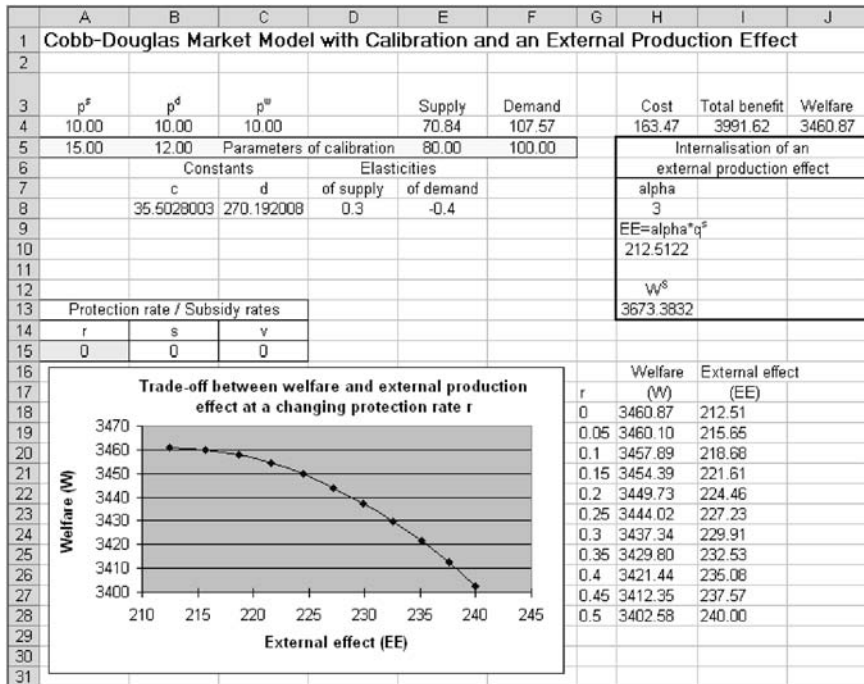 A B C D E F G H I J
1 Cobb-Douglas Market Model with Calibration and an External Production Effect
2
3 pˢ pᵈ pʷ Supply Demand Cost Total benefit Welfare
4 10.00 10.00 10.00 70.84 107.57 163.47 3991.62 3460.87
5 15.00 12.00 Parameters of calibration 80.00 100.00 Internalisation of an
6 Constants Elasticities external production effect
7 c d of supply of demand alpha
8 35.5028003 270.192008 0.3 -0.4 3
9 EE=alpha*qˢ
10 212.5122
11
12 Wᵍ
13 Protection rate / Subsidy rates 3673.3832
14 r s v
15 0 0 0
16 Welfare External effect
17 r (W) (EE)
18 0 3460.87 212.51
19 0.05 3460.10 215.65
20 0.1 3457.89 218.68
21 0.15 3454.39 221.61
22 0.2 3449.73 224.46
23 0.25 3444.02 227.23
24 0.3 3437.34 229.91
25 0.35 3429.80 232.53
26 0.4 3421.44 235.08
27 0.45 3412.35 237.57
28 0.5 3402.58 240.00
29
30
31
Trade-off between welfare and external production
effect at a changing protection rate r
Welfare (W)
3470
3460
3450
3440
3430
3420
3410
3400
210 215 220 225 230 235 240 245
External effect (EE)